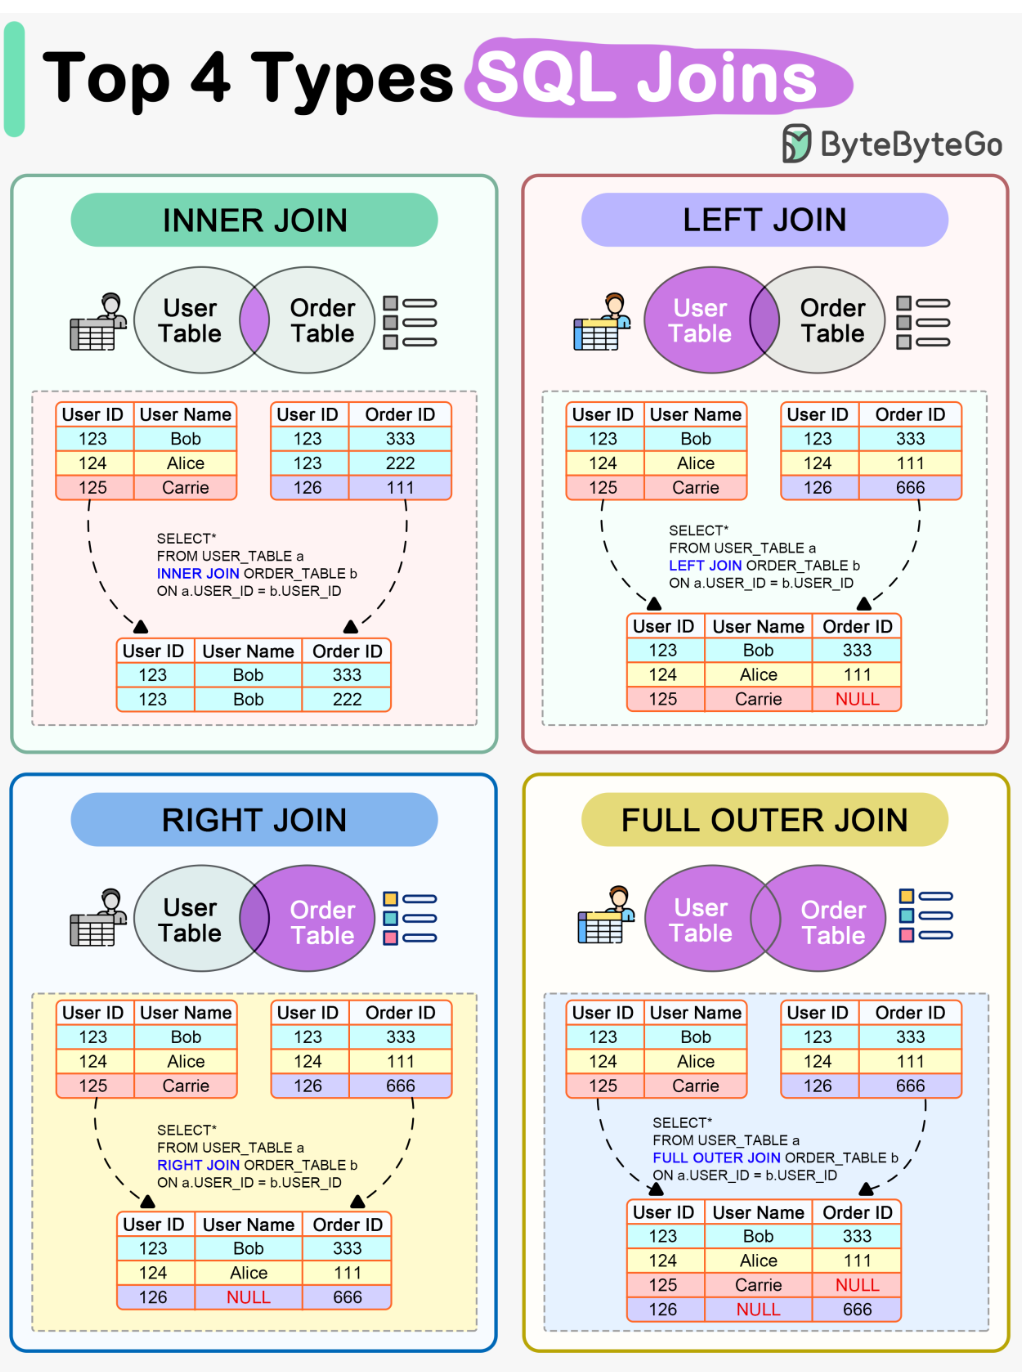 Top 4 Types SQL Joins
ByteByteGo
INNER JOIN
User Table
Order Table
User ID User Name
123 Bob
124 Alice
125 Carrie
User ID Order ID
123 333
123 222
126 111
SELECT*
FROM USER_TABLE a
INNER JOIN ORDER_TABLE b
ON a.USER_ID = b.USER_ID
User ID User Name Order ID
123 Bob 333
123 Bob 222
LEFT JOIN
User Table
Order Table
User ID User Name
123 Bob
124 Alice
125 Carrie
User ID Order ID
123 333
124 111
126 666
SELECT*
FROM USER_TABLE a
LEFT JOIN ORDER_TABLE b
ON a.USER_ID = b.USER_ID
User ID User Name Order ID
123 Bob 333
124 Alice 111
125 Carrie NULL
RIGHT JOIN
User Table
Order Table
User ID User Name
123 Bob
124 Alice
125 Carrie
User ID Order ID
123 333
124 111
126 666
SELECT*
FROM USER_TABLE a
RIGHT JOIN ORDER_TABLE b
ON a.USER_ID = b.USER_ID
User ID User Name Order ID
123 Bob 333
124 Alice 111
126 NULL 666
FULL OUTER JOIN
User Table
Order Table
User ID User Name
123 Bob
124 Alice
125 Carrie
User ID Order ID
123 333
124 111
126 666
SELECT*
FROM USER_TABLE a
FULL OUTER JOIN ORDER_TABLE b
ON a.USER_ID = b.USER_ID
User ID User Name Order ID
123 Bob 333
124 Alice 111
125 Carrie NULL
126 NULL 666